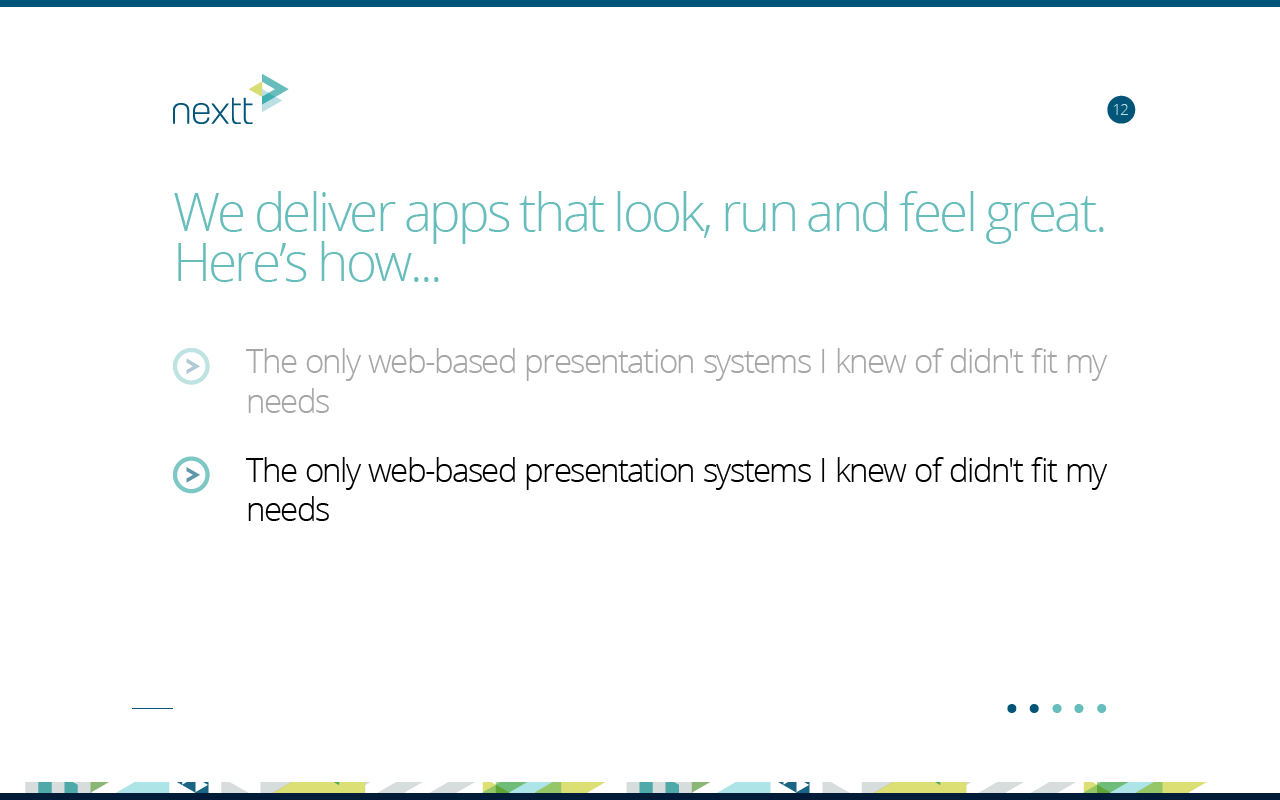 nextt
12
We deliver apps that look, run and feel great.
Here’s how...
The only web-based presentation systems I knew of didn't fit my
needs
The only web-based presentation systems I knew of didn't fit my
needs